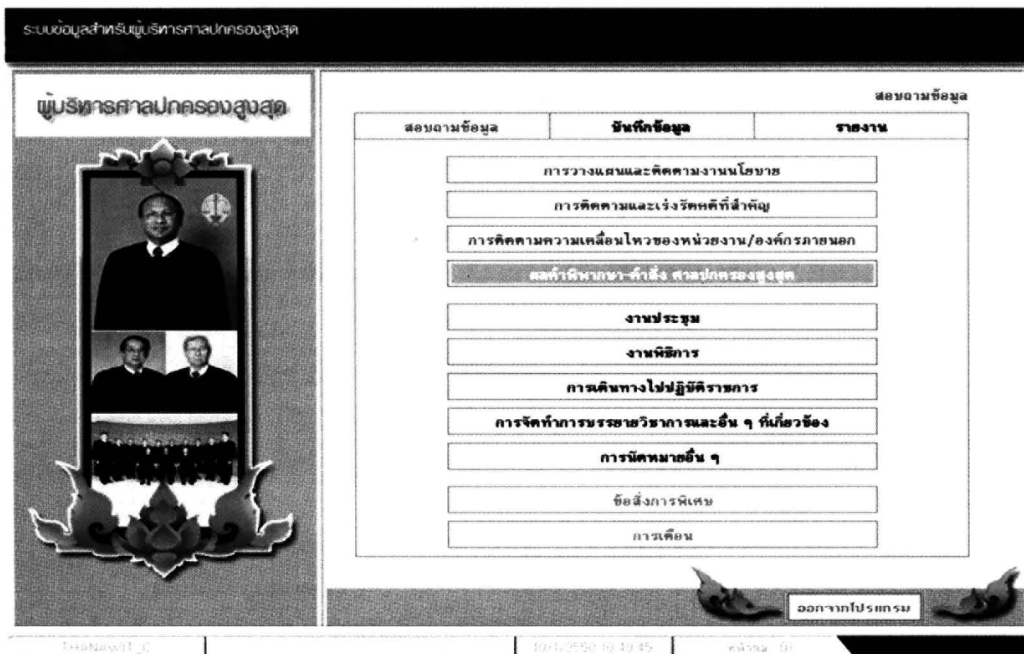 ระบบข้อมูลสำหรับผู้บริหารศาลปกครองสูงสุด
ผู้บริหารศาลปกครองสูงสุด
สอบถามข้อมูล
สอบถามข้อมูล บันทึกข้อมูล รายงาน
การวางแผนและติดตามงานนโยบาย
การติดตามและเร่งรัดคดีที่สำคัญ
การติดตามความเคลื่อนไหวของหน่วยงาน/องค์กรภายนอก
ผลคำพิพากษา-คำสั่ง ศาลปกครองสูงสุด
งานประชุม
งานพิธีการ
การเดินทางไปปฏิบัติราชการ
การจัดทำการบรรยายวิชาการและอื่น ๆ ที่เกี่ยวข้อง
การนัดหมายอื่น ๆ
ข้อสั่งการพิเศษ
การเตือน
ออกจากโปรแกรม
THANAWIT_C